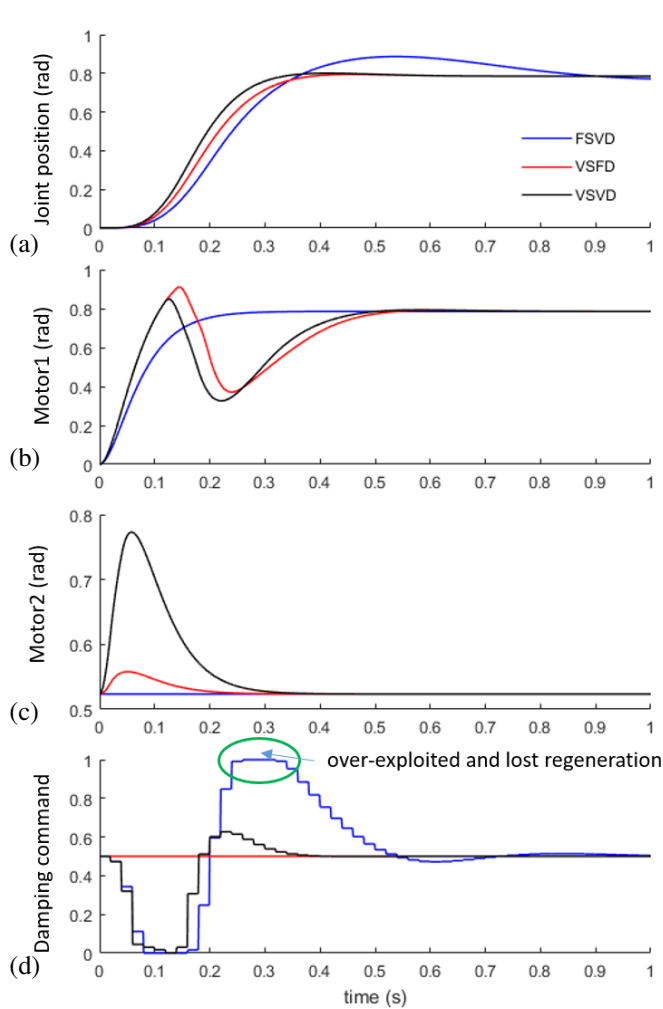 Joint position (rad)
1
0.8
0.6
0.4
0.2
0
FSVD
VSFD
VSVD
(a)
0 0.1 0.2 0.3 0.4 0.5 0.6 0.7 0.8 0.9 1
Motor1 (rad)
1
0.8
0.6
0.4
0.2
0
(b)
0 0.1 0.2 0.3 0.4 0.5 0.6 0.7 0.8 0.9 1
Motor2 (rad)
0.8
0.7
0.6
0.5
(c)
0 0.1 0.2 0.3 0.4 0.5 0.6 0.7 0.8 0.9 1
Damping command
1
0.8
0.6
0.4
0.2
0
over-exploited and lost regeneration
(d)
0 0.1 0.2 0.3 0.4 0.5 0.6 0.7 0.8 0.9 1
time (s)